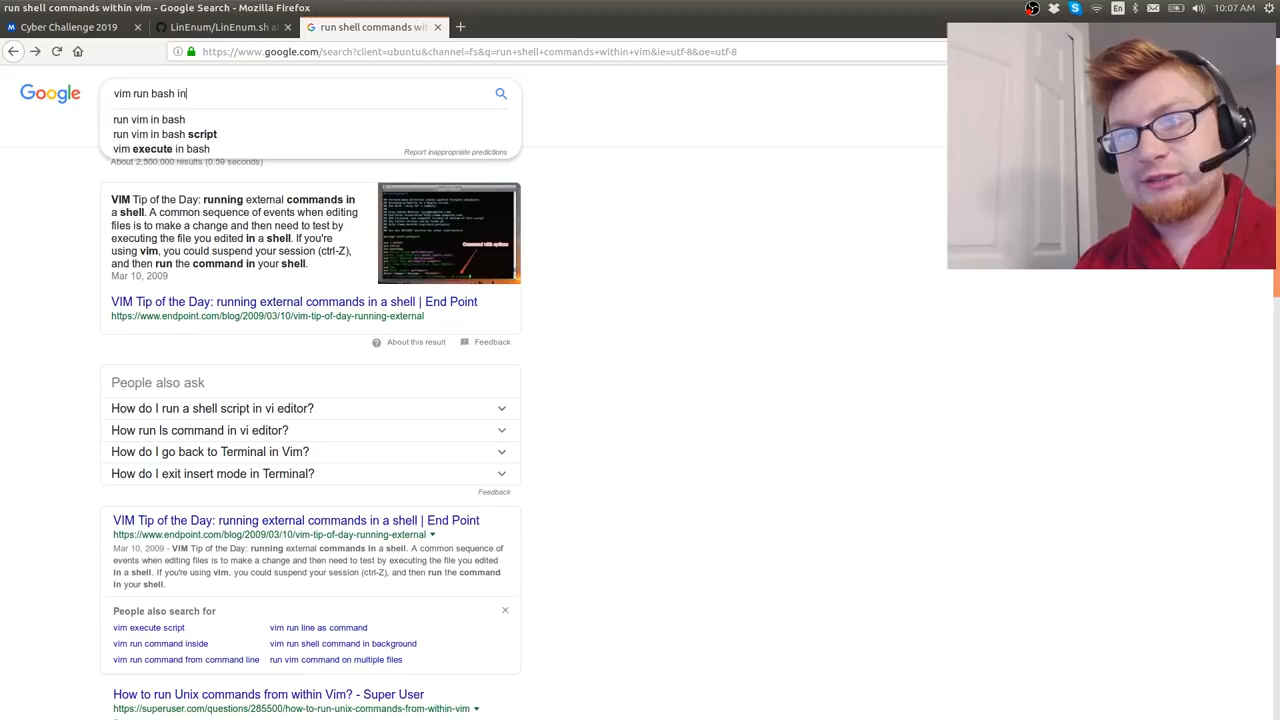 Cyber Challenge 2019
LinEnum/LinEnum.sh a
run shell commands wi
10:07 AM
https://www.google.com/search?client=ubuntu&channel=fs&q=run+shell+commands+within+vim&ie=utf-8&oe=utf-8
Google
vim run bash in
run vim in bash
run vim in bash script
vim execute in bash
Report inappropriate predictions
About 2,500,000 results (0.59 seconds)
VIM Tip of the Day: running external commands in
a shell. A common sequence of events when editing
files is to make a change and then need to test by
executing the file you edited in a shell. If you're
using vim, you could suspend your session (ctrl-Z),
and then run the command in your shell.
Mar 10, 2009
VIM Tip of the Day: running external commands in a shell | End Point
https://www.endpoint.com/blog/2009/03/10/vim-tip-of-day-running-external
About this result
Feedback
People also ask
How do I run a shell script in vi editor?
How run ls command in vi editor?
How do I go back to Terminal in Vim?
How do I exit insert mode in Terminal?
Feedback
VIM Tip of the Day: running external commands in a shell | End Point
https://www.endpoint.com/blog/2009/03/10/vim-tip-of-day-running-external
Mar 10, 2009 - VIM Tip of the Day: running external commands in a shell. A common sequence of
events when editing files is to make a change and then need to test by executing the file you edited
in a shell. If you're using vim, you could suspend your session (ctrl-Z), and then run the command
in your shell.
People also search for
vim execute script
vim run line as command
vim run command inside
vim run shell command in background
vim run command from command line
run vim command on multiple files
How to run Unix commands from within Vim? - Super User
https://superuser.com/questions/285500/how-to-run-unix-commands-from-within-vim